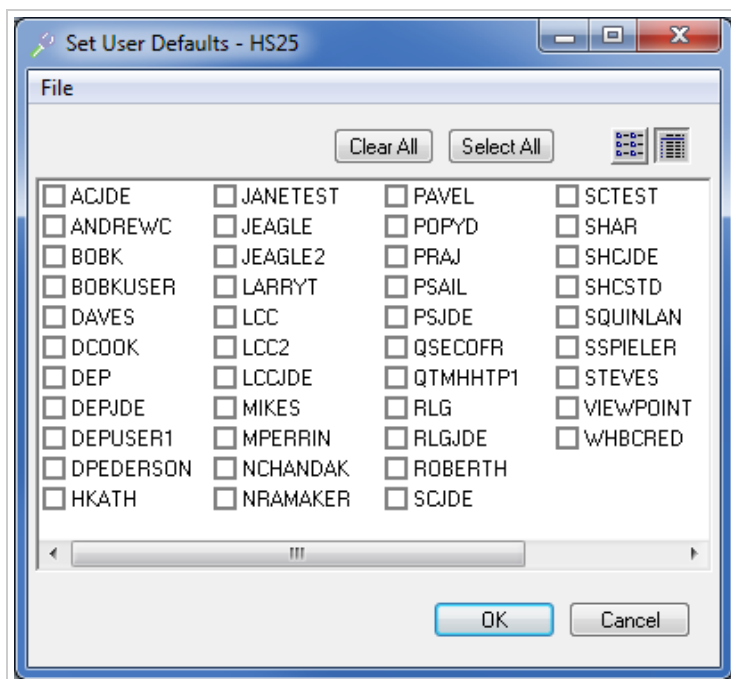 Set User Defaults - HS25
File
Clear All Select All
ACJDE JANETEST PAVEL SCTEST
ANDREWC JEAGLE POPYD SHAR
BOBK JEAGLE2 PRAJ SHCJDE
BOBKUSER LARRYT PSAIL SHCSTD
DAVES LCC PSJDE SQUINLAN
DCOOK LCC2 QSECOFR SSPIELER
DEP LCCJDE QTMHHTP1 STEVES
DEPJDE MIKES RLG VIEWPOINT
DEPUSER1 MPERRIN RLGJDE WHBCRED
DPEDERSON NCHANDAK ROBERTH
HKATH NRAMAKER SCJDE
OK Cancel